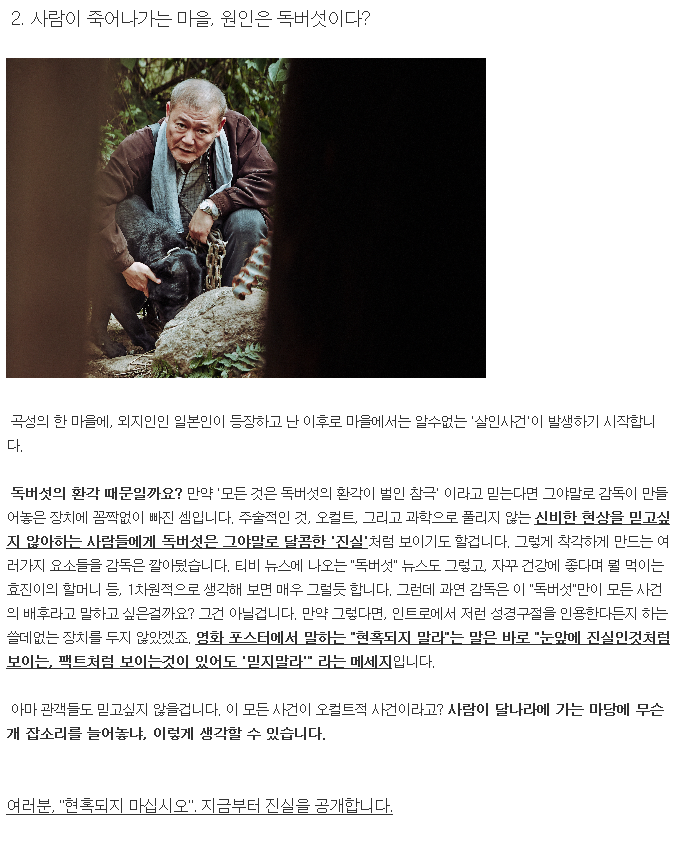 2. 사람이 죽어나가는 마을, 원인은 독버섯이다?
곡성의 한 마을에, 외지인인 일본인이 등장하고 난 이후로 마을에서는 알수없는 '살인사건'이 발생하기 시작합니
다.
독버섯의 환각 때문일까요? 만약 '모든 것은 독버섯의 환각이 벌인 참극' 이라고 믿는다면 그야말로 감독이 만들
어놓은 장치에 꼼짝없이 빠진 셈입니다. 주술적인 것, 오컬트, 그리고 과학으로 풀리지 않는 신비한 현상을 믿고싶
지 않아하는 사람들에게 독버섯은 그야말로 달콤한 '진실'처럼 보이기도 할겁니다. 그렇게 착각하게 만드는 여
러가지 요소들을 감독은 깔아뒀습니다. 티비 뉴스에 나오는 "독버섯" 뉴스도 그렇고, 자꾸 건강에 좋다며 뭘 먹이는
효진이의 할머니 등, 1차원적으로 생각해 보면 매우 그럴듯 합니다. 그런데 과연 감독은 이 "독버섯"만이 모든 사건
의 배후라고 말하고 싶은걸까요? 그건 아닐겁니다. 만약 그렇다면, 인트로에서 저런 성경구절을 인용한다든지 하는
쓸데없는 장치를 두지 않았겠죠. 영화 포스터에서 말하는 "현혹되지 말라"는 말은 바로 "눈앞에 진실인것처럼
보이는, 팩트처럼 보이는것이 있어도 '믿지말라'" 라는 메세지입니다.
아마 관객들도 믿고싶지 않을겁니다. 이 모든 사건이 오컬트적 사건이라고? 사람이 달나라에 가는 마당에 무슨
개 잡소리를 늘어놓냐, 이렇게 생각할 수 있습니다.
여러분, "현혹되지 마십시오". 지금부터 진실을 공개합니다.